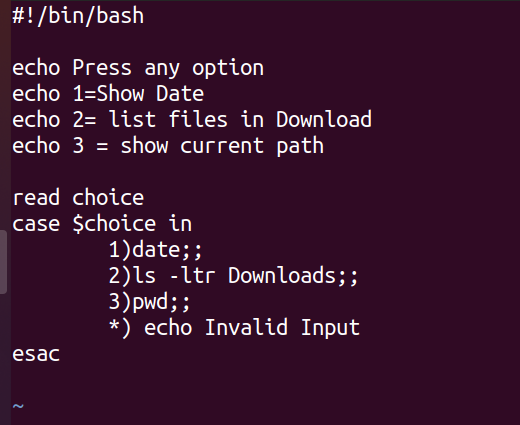 #!/bin/bash

echo Press any option
echo 1=Show Date
echo 2= list files in Download
echo 3 = show current path

read choice
case $choice in
        1)date;;
        2)ls -ltr Downloads;;
        3)pwd;;
        *) echo Invalid Input
esac

~